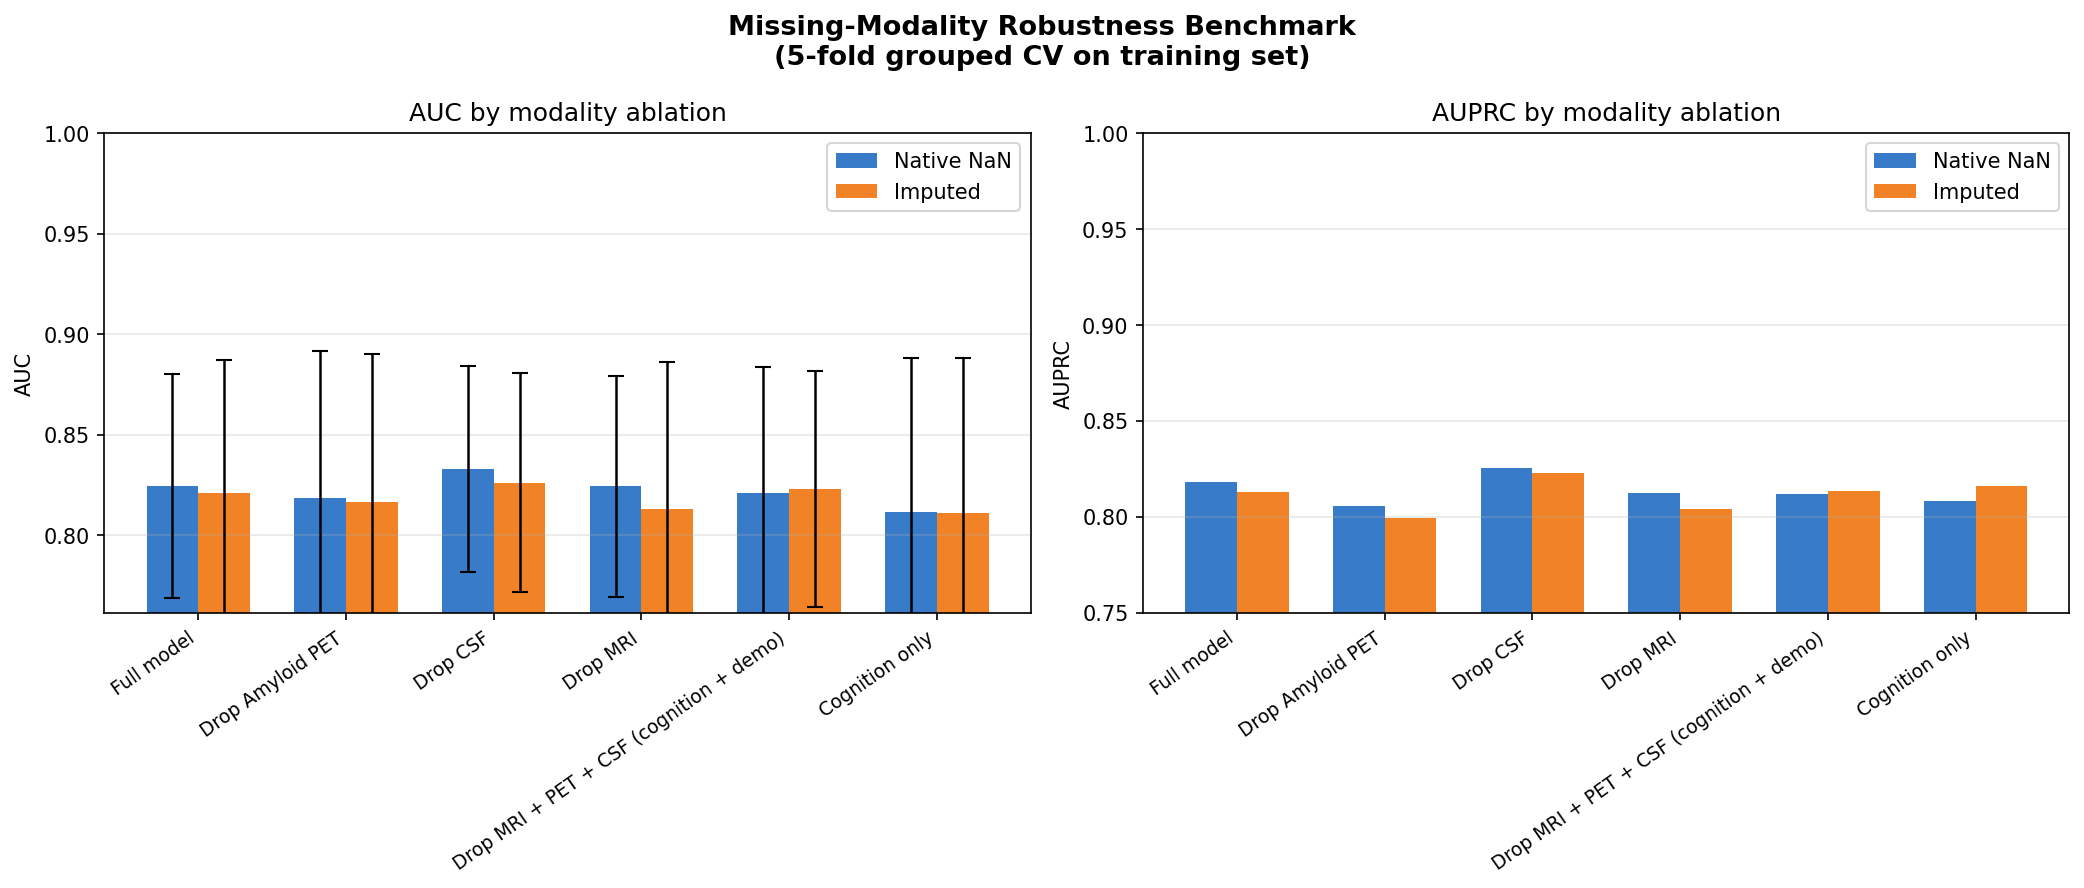 Missing-Modality Robustness Benchmark
(5-fold grouped CV on training set)
AUC by modality ablation
1.00
0.95
0.90
0.85
0.80
AUC
Native NaN
Imputed
Full model
Drop Amyloid PET
Drop CSF
Drop MRI
Drop MRI + PET + CSF (cognition + demo)
Cognition only
AUPRC by modality ablation
1.00
0.95
0.90
0.85
0.80
0.75
AUPRC
Native NaN
Imputed
Full model
Drop Amyloid PET
Drop CSF
Drop MRI
Drop MRI + PET + CSF (cognition + demo)
Cognition only